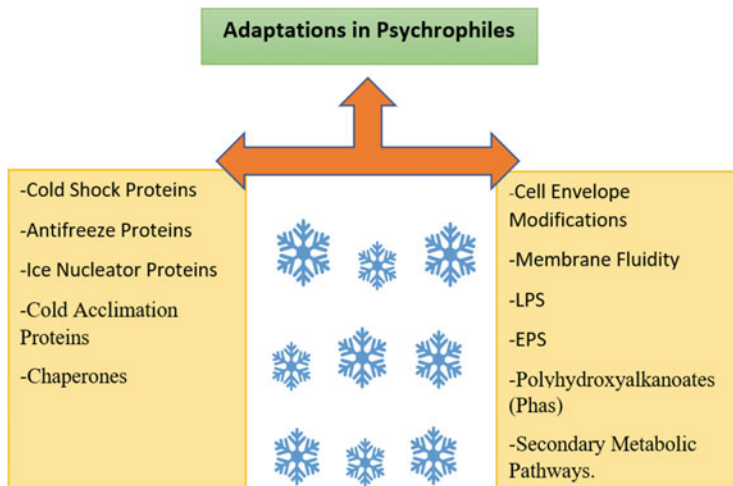 Adaptations in Psychrophiles
-Cold Shock Proteins
-Antifreeze Proteins
-Ice Nucleator Proteins
-Cold Acclimation
Proteins
-Chaperones
-Cell Envelope
Modifications
-Membrane Fluidity
-LPS
-EPS
-Polyhydroxyalkanoates
(Phas)
-Secondary Metabolic
Pathways.